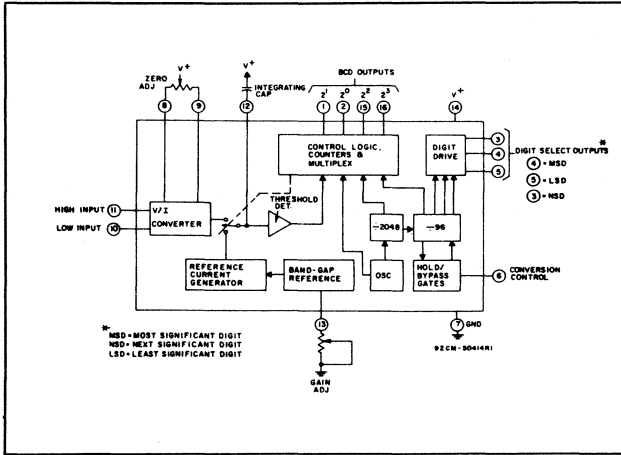 BCD OUTPUTS
V+
ZERO ADJ
V+
INTEGRATING CAP
2¹ 2⁰ 2² 2³
V+
8 9 12 1 2 15 16 14
CONTROL LOGIC, COUNTERS & MULTIPLEX
DIGIT DRIVE
3
4
5
DIGIT SELECT OUTPUTS *
4 = MSD
5 = LSD
3 = NSD
THRESHOLD DET.
HIGH INPUT 11
LOW INPUT 10
V/I CONVERTER
÷2048
÷96
REFERENCE CURRENT GENERATOR
BAND-GAP REFERENCE
OSC
HOLD/BYPASS GATES
6 CONVERSION CONTROL
13
7 GND
* MSD = MOST SIGNIFICANT DIGIT
NSD = NEXT SIGNIFICANT DIGIT
LSD = LEAST SIGNIFICANT DIGIT
92CM-30414R1
GAIN ADJ